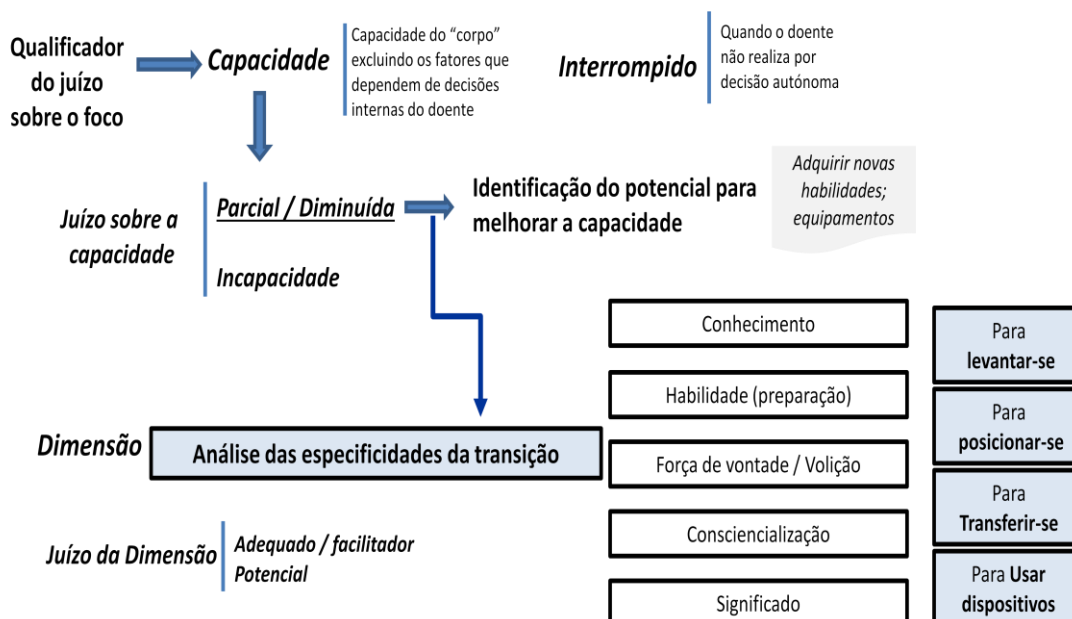 Qualificador
do juízo
sobre o foco
Capacidade
Capacidade do “corpo”
excluindo os fatores que
dependem de decisões
internas do doente
Interrompido
Quando o doente
não realiza por
decisão autónoma
Juízo sobre a
capacidade
Parcial / Diminuída
Incapacidade
Identificação do potencial para
melhorar a capacidade
Adquirir novas
habilidades;
equipamentos
Dimensão
Análise das especificidades da transição
Conhecimento
Habilidade (preparação)
Força de vontade / Volição
Consciencialização
Significado
Para
levantar-se
Para
posicionar-se
Para
Transferir-se
Para Usar
dispositivos
Juízo da Dimensão
Adequado / facilitador
Potencial